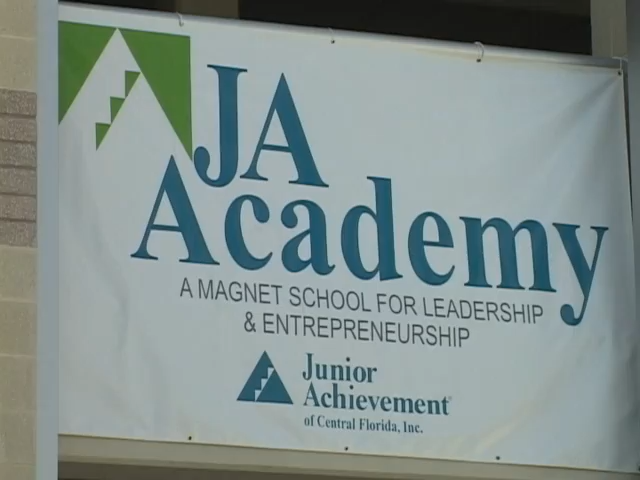 JA
Academy
A MAGNET SCHOOL FOR LEADERSHIP
& ENTREPRENEURSHIP
Junior
Achievement®
of Central Florida, Inc.